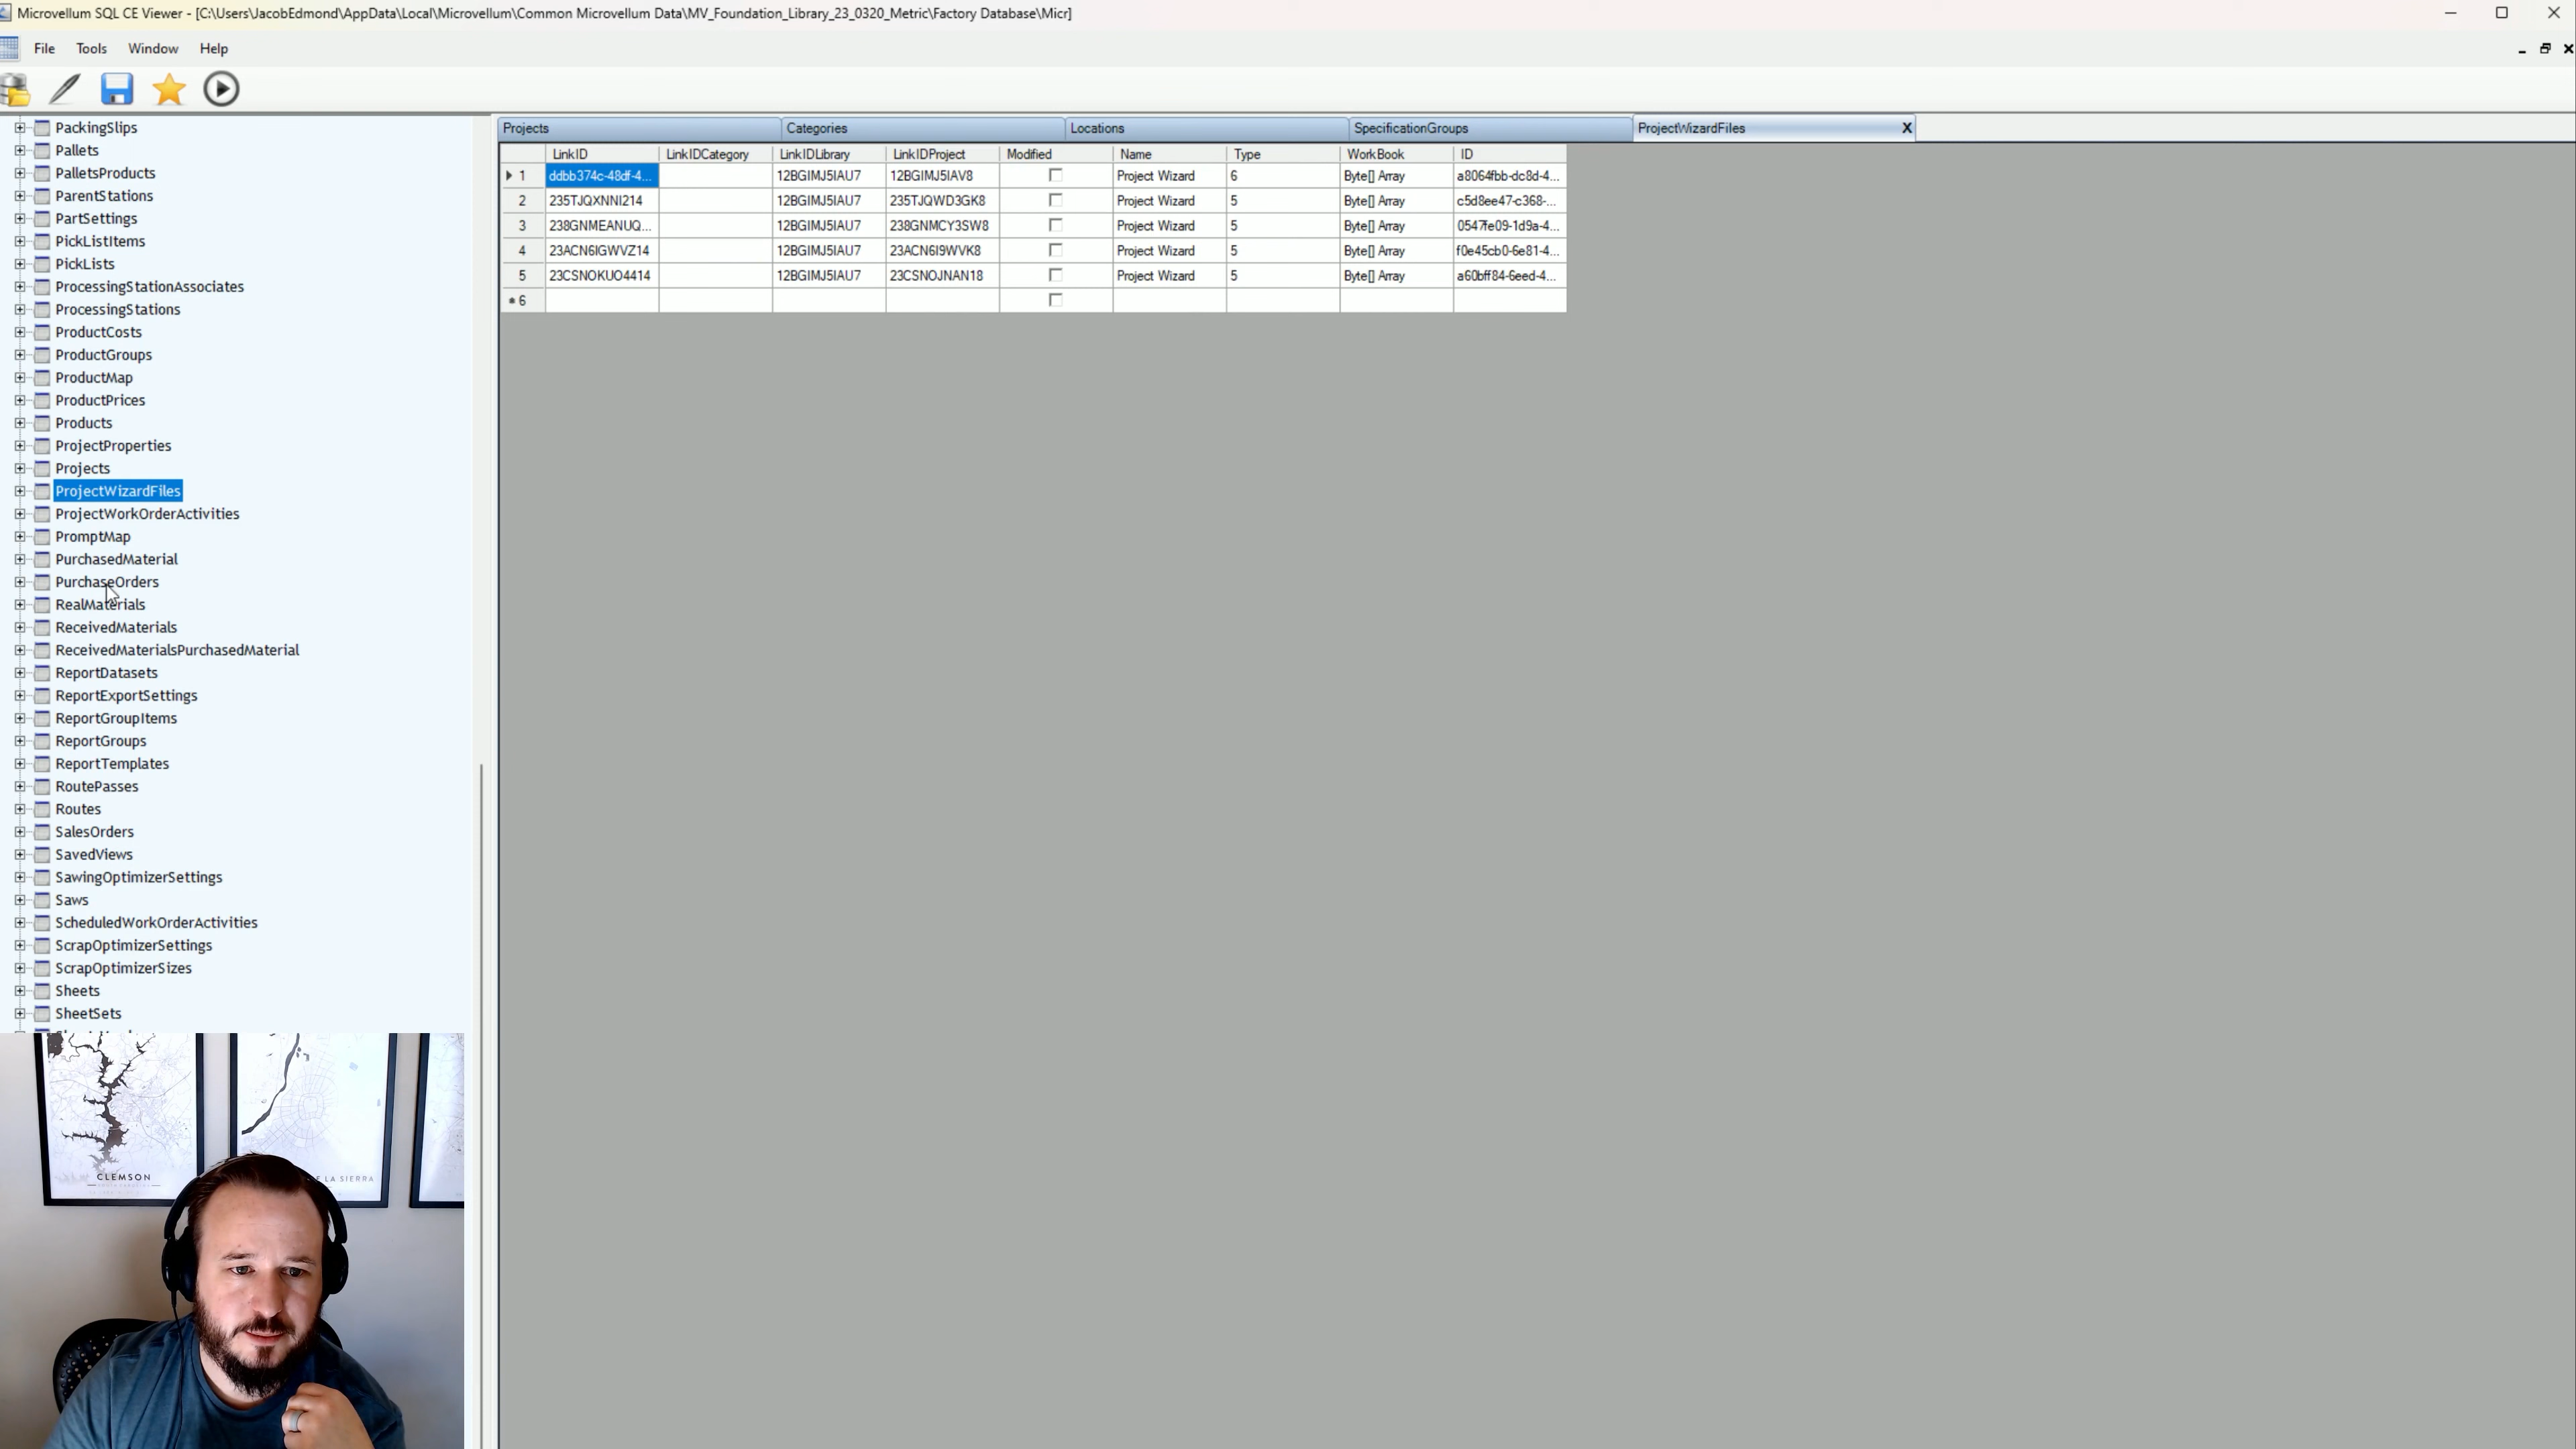 Microvellum SQL CE Viewer - [C:\Users\JacobEdmond\AppData\Local\Microvellum\Common Microvellum Data\MV_Foundation_Library_23_0320_Metric\Factory Database\Micr]
File Tools Window Help
PackingSlips
Pallets
PalletsProducts
ParentStations
PartSettings
PickListItems
PickLists
ProcessingStationAssociates
ProcessingStations
ProductCosts
ProductGroups
ProductMap
ProductPrices
Products
ProjectProperties
Projects
ProjectWizardFiles
ProjectWorkOrderActivities
PromptMap
PurchasedMaterial
PurchaseOrders
RealMaterials
ReceivedMaterials
ReceivedMaterialsPurchasedMaterial
ReportDatasets
ReportExportSettings
ReportGroupItems
ReportGroups
ReportTemplates
RoutePasses
Routes
SalesOrders
SavedViews
SawingOptimizerSettings
Saws
ScheduledWorkOrderActivities
ScrapOptimizerSettings
ScrapOptimizerSizes
Sheets
SheetSets
Projects Categories Locations SpecificationGroups ProjectWizardFiles X
LinkID LinkIDCategory LinkIDLibrary LinkIDProject Modified Name Type WorkBook ID
1 ddbb374c-48df-4... 12BGIMJ5IAU7 12BGIMJ5IAV8 Project Wizard 6 Byte[] Array a8064fbb-dc8d-4...
2 235TJQXNNI214 12BGIMJ5IAU7 235TJQWD3GK8 Project Wizard 5 Byte[] Array c5d8ee47-c368-...
3 238GNMEANUQ... 12BGIMJ5IAU7 238GNMCY3SW8 Project Wizard 5 Byte[] Array 0547fe09-1d9a-4...
4 23ACN6IGWVZ14 12BGIMJ5IAU7 23ACN6I9WVK8 Project Wizard 5 Byte[] Array f0e45cb0-6e81-4...
5 23CSNOKUO4414 12BGIMJ5IAU7 23CSNOJNAN18 Project Wizard 5 Byte[] Array a60bff84-6eed-4...
6
CLEMSON
E LA SIERRA